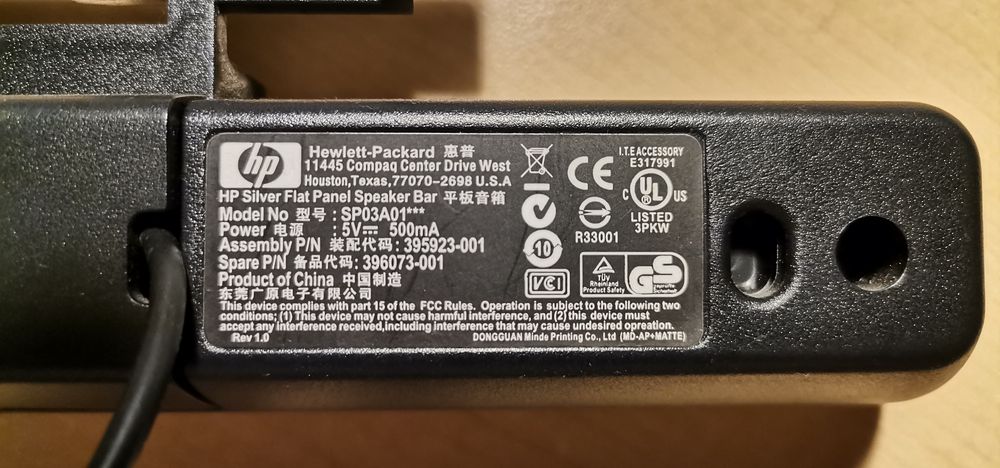 hp
Hewlett-Packard 惠普
11445 Compaq Center Drive West
Houston,Texas,77070-2698 U.S.A
HP Silver Flat Panel Speaker Bar 平板音箱
Model No 型号 : SP03A01***
Power 电源 : 5V⎓ 500mA
Assembly P/N 装配代码 : 395923-001
Spare P/N 备品代码 : 396073-001
Product of China 中国制造
东莞广原电子有限公司
This device complies with part 15 of the FCC Rules. Operation is subject to the following two
conditions; (1) This device may not cause harmful interference, and (2) this device must
accept any interference received,including interference that may cause undesired opreation.
Rev 1.0
DONGGUAN Minde Printing Co., Ltd (MD-AP+MATTE)
10
VCI
CE
R33001
TÜV
Rheinland
Product Safety
GS
geprüfte
Sicherheit
I.T.E ACCESSORY
E317991
C UL US
LISTED
3PKW